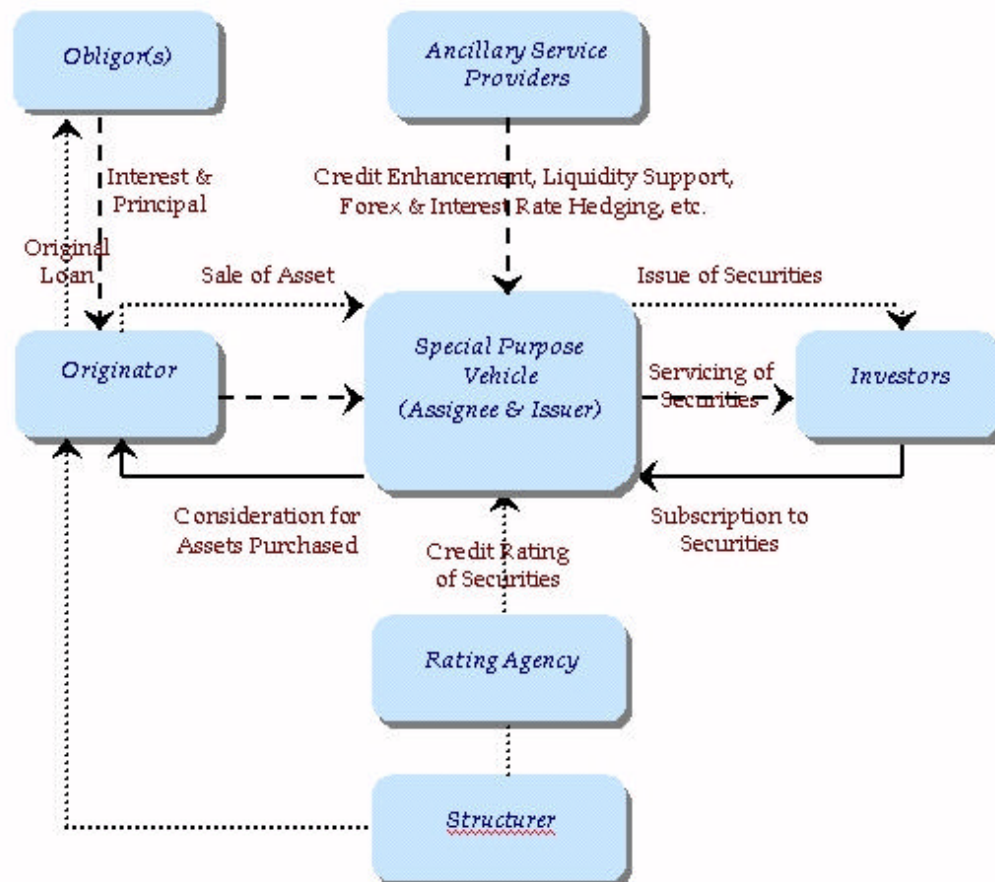 Obligor(s)
Ancillary Service
Providers
Interest &
Principal
Credit Enhancement, Liquidity Support,
Forex & Interest Rate Hedging, etc.
Original
Loan
Sale of Asset
Issue of Securities
Originator
Special Purpose
Vehicle
(Assignee & Issuer)
Servicing of
Securities
Investors
Consideration for
Assets Purchased
Subscription to
Securities
Credit Rating
of Securities
Rating Agency
Structurer